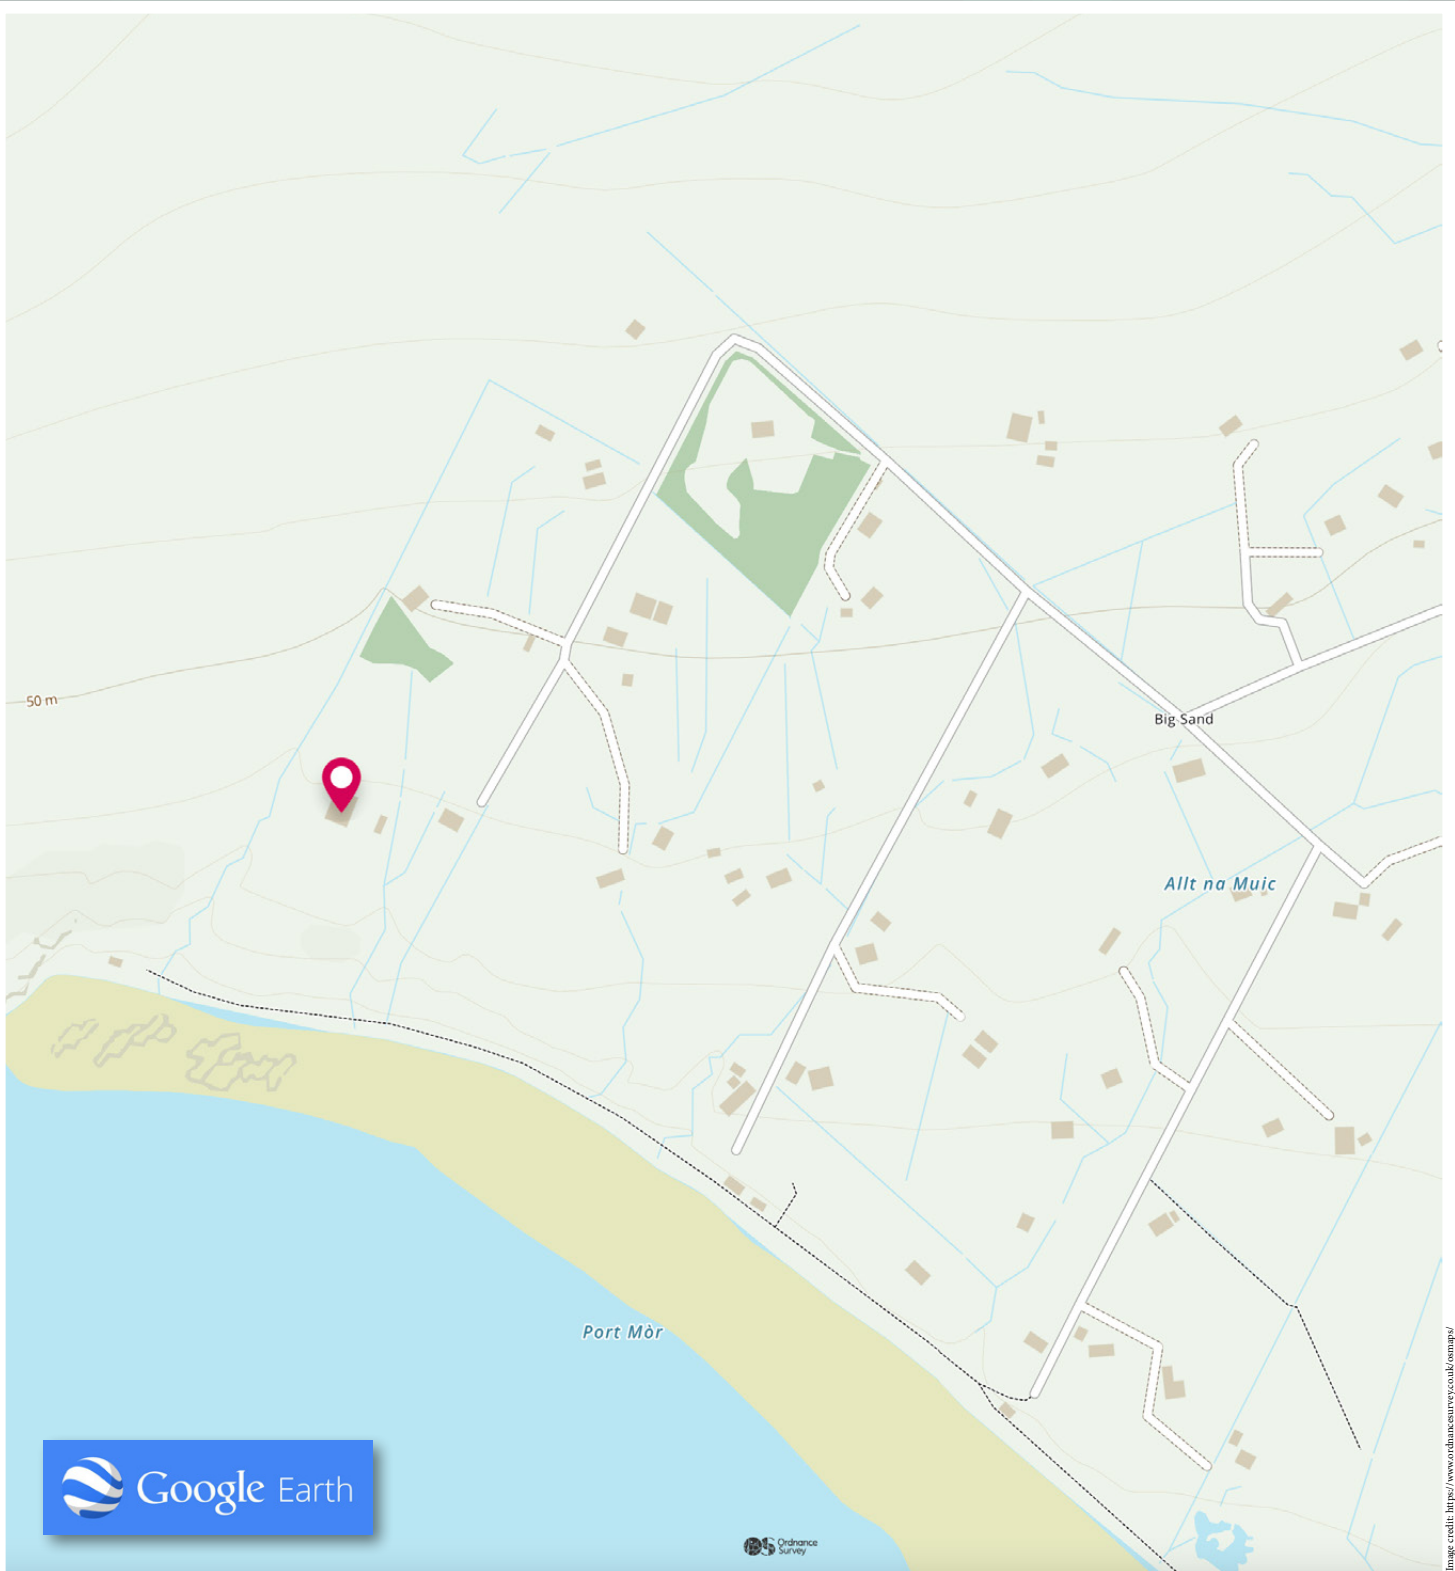 50 m
Big Sand
Allt na Muic
Port Mòr
Google Earth
OS Ordnance
Survey
Image credit: https://www.ordnancesurvey.co.uk/osmaps/